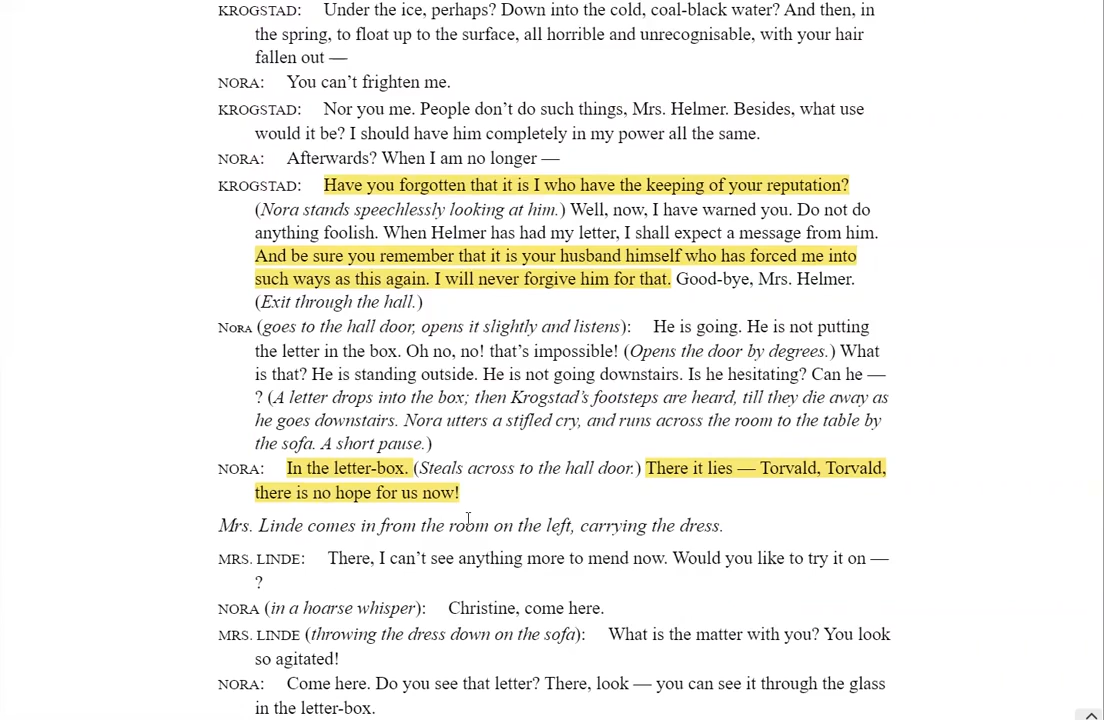 KROGSTAD: Under the ice, perhaps? Down into the cold, coal-black water? And then, in
the spring, to float up to the surface, all horrible and unrecognisable, with your hair
fallen out —
NORA: You can’t frighten me.
KROGSTAD: Nor you me. People don’t do such things, Mrs. Helmer. Besides, what use
would it be? I should have him completely in my power all the same.
NORA: Afterwards? When I am no longer —
KROGSTAD: Have you forgotten that it is I who have the keeping of your reputation?
(Nora stands speechlessly looking at him.) Well, now, I have warned you. Do not do
anything foolish. When Helmer has had my letter, I shall expect a message from him.
And be sure you remember that it is your husband himself who has forced me into
such ways as this again. I will never forgive him for that. Good-bye, Mrs. Helmer.
(Exit through the hall.)
NORA (goes to the hall door, opens it slightly and listens): He is going. He is not putting
the letter in the box. Oh no, no! that’s impossible! (Opens the door by degrees.) What
is that? He is standing outside. He is not going downstairs. Is he hesitating? Can he —
? (A letter drops into the box; then Krogstad’s footsteps are heard, till they die away as
he goes downstairs. Nora utters a stifled cry, and runs across the room to the table by
the sofa. A short pause.)
NORA: In the letter-box. (Steals across to the hall door.) There it lies — Torvald, Torvald,
there is no hope for us now!
Mrs. Linde comes in from the room on the left, carrying the dress.
MRS. LINDE: There, I can’t see anything more to mend now. Would you like to try it on —
?
NORA (in a hoarse whisper): Christine, come here.
MRS. LINDE (throwing the dress down on the sofa): What is the matter with you? You look
so agitated!
NORA: Come here. Do you see that letter? There, look — you can see it through the glass
in the letter-box.